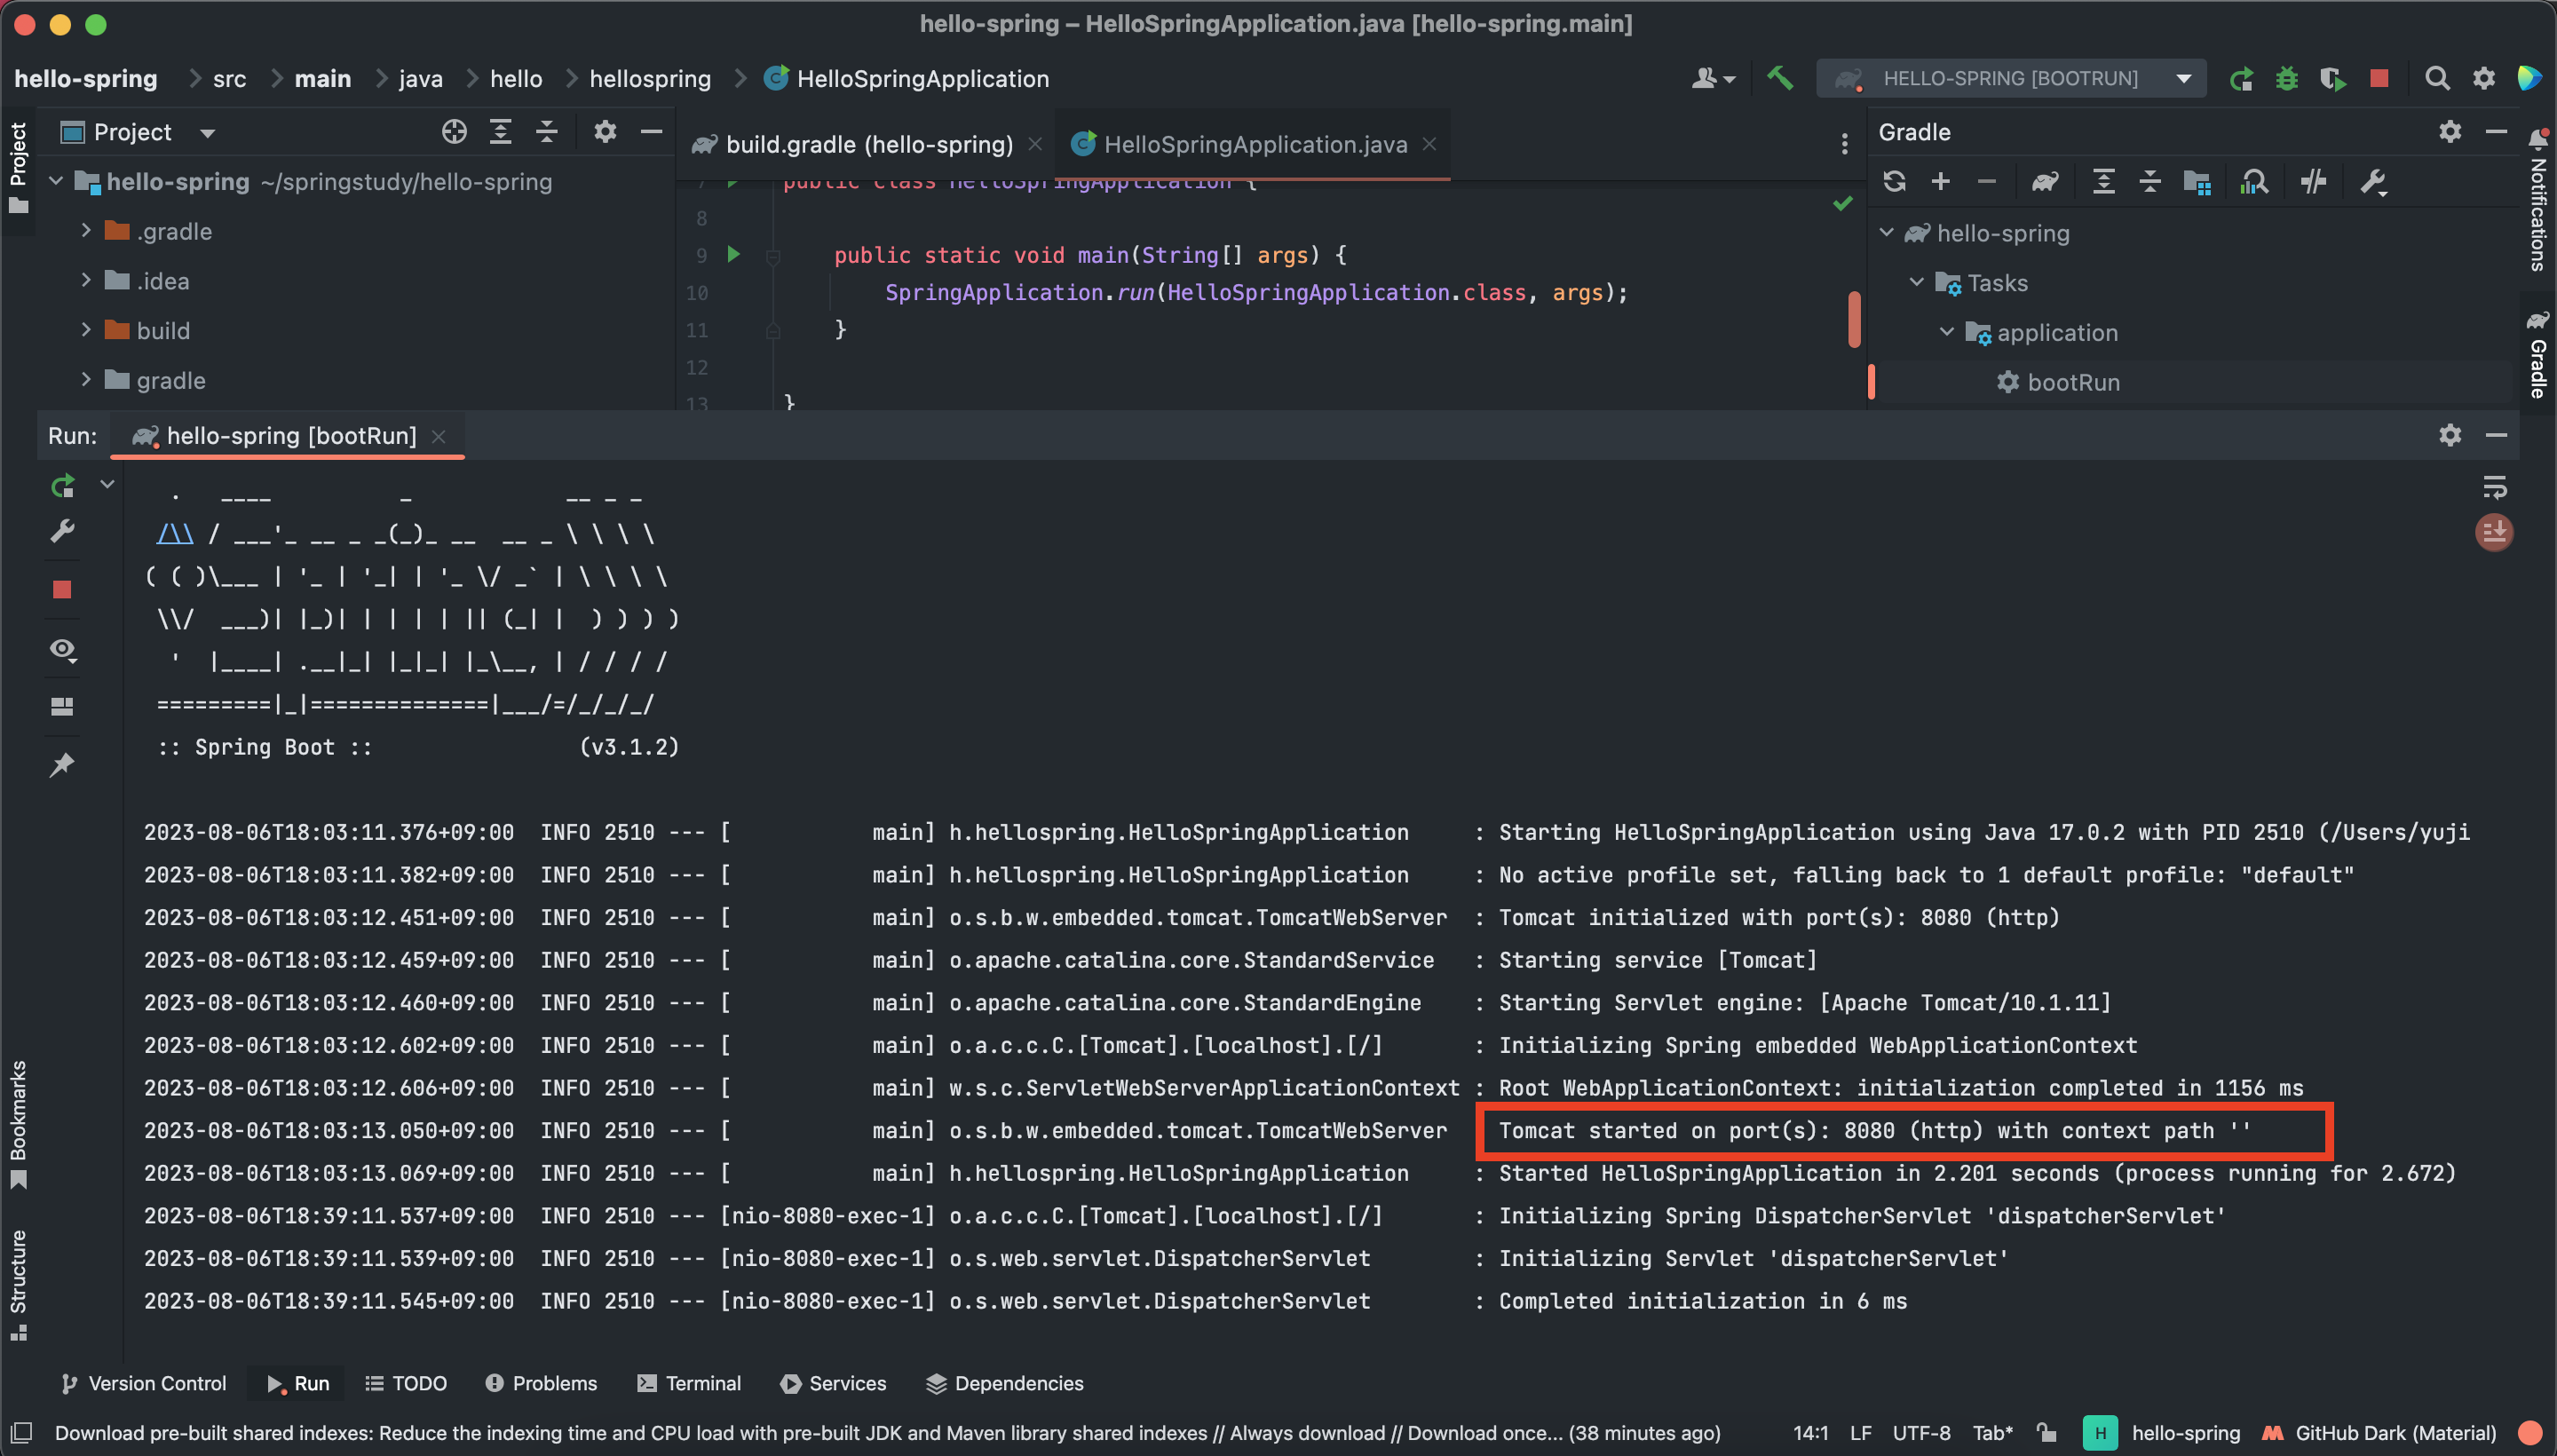 hello-spring – HelloSpringApplication.java [hello-spring.main]
hello-spring src main java hello hellospring HelloSpringApplication HELLO-SPRING [BOOTRUN]
Project
Project
hello-spring ~/springstudy/hello-spring
.gradle
.idea
build
gradle
build.gradle (hello-spring) HelloSpringApplication.java
7 public class HelloSpringApplication {
8
9 public static void main(String[] args) {
10 SpringApplication.run(HelloSpringApplication.class, args);
11 }
12
13 }
Gradle
hello-spring
Tasks
application
bootRun
Notifications
Gradle
Run: hello-spring [bootRun]
  .   ____          _            __ _ _
 /\\ / ___'_ __ _ _(_)_ __  __ _ \ \ \ \
( ( )\___ | '_ | '_| | '_ \/ _` | \ \ \ \
 \\/  ___)| |_)| | | | | || (_| |  ) ) ) )
  '  |____| .__|_| |_|_| |_\__, | / / / /
 =========|_|==============|___/=/_/_/_/
 :: Spring Boot ::                (v3.1.2)
2023-08-06T18:03:11.376+09:00  INFO 2510 --- [           main] h.hellospring.HelloSpringApplication     : Starting HelloSpringApplication using Java 17.0.2 with PID 2510 (/Users/yuji
2023-08-06T18:03:11.382+09:00  INFO 2510 --- [           main] h.hellospring.HelloSpringApplication     : No active profile set, falling back to 1 default profile: "default"
2023-08-06T18:03:12.451+09:00  INFO 2510 --- [           main] o.s.b.w.embedded.tomcat.TomcatWebServer  : Tomcat initialized with port(s): 8080 (http)
2023-08-06T18:03:12.459+09:00  INFO 2510 --- [           main] o.apache.catalina.core.StandardService   : Starting service [Tomcat]
2023-08-06T18:03:12.460+09:00  INFO 2510 --- [           main] o.apache.catalina.core.StandardEngine    : Starting Servlet engine: [Apache Tomcat/10.1.11]
2023-08-06T18:03:12.602+09:00  INFO 2510 --- [           main] o.a.c.c.C.[Tomcat].[localhost].[/]       : Initializing Spring embedded WebApplicationContext
2023-08-06T18:03:12.606+09:00  INFO 2510 --- [           main] w.s.c.ServletWebServerApplicationContext : Root WebApplicationContext: initialization completed in 1156 ms
2023-08-06T18:03:13.050+09:00  INFO 2510 --- [           main] o.s.b.w.embedded.tomcat.TomcatWebServer  Tomcat started on port(s): 8080 (http) with context path ''
2023-08-06T18:03:13.069+09:00  INFO 2510 --- [           main] h.hellospring.HelloSpringApplication     : Started HelloSpringApplication in 2.201 seconds (process running for 2.672)
2023-08-06T18:39:11.537+09:00  INFO 2510 --- [nio-8080-exec-1] o.a.c.c.C.[Tomcat].[localhost].[/]       : Initializing Spring DispatcherServlet 'dispatcherServlet'
2023-08-06T18:39:11.539+09:00  INFO 2510 --- [nio-8080-exec-1] o.s.web.servlet.DispatcherServlet        : Initializing Servlet 'dispatcherServlet'
2023-08-06T18:39:11.545+09:00  INFO 2510 --- [nio-8080-exec-1] o.s.web.servlet.DispatcherServlet        : Completed initialization in 6 ms
Bookmarks
Structure
Version Control Run TODO Problems Terminal Services Dependencies
Download pre-built shared indexes: Reduce the indexing time and CPU load with pre-built JDK and Maven library shared indexes // Always download // Download once... (38 minutes ago) 14:1 LF UTF-8 Tab* H hello-spring GitHub Dark (Material)